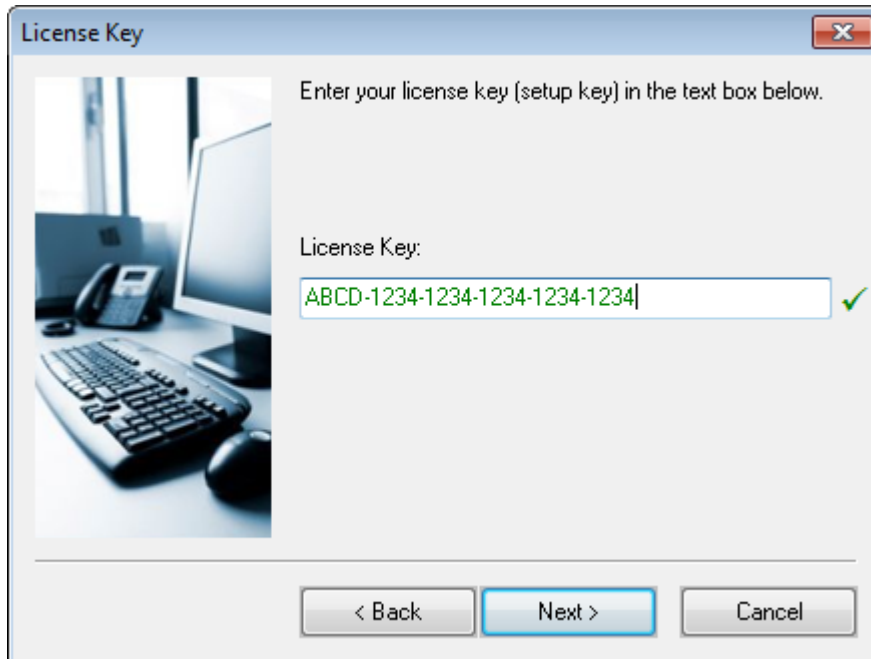 License Key
Enter your license key (setup key) in the text box below.
License Key:
ABCD-1234-1234-1234-1234-1234
< Back
Next >
Cancel